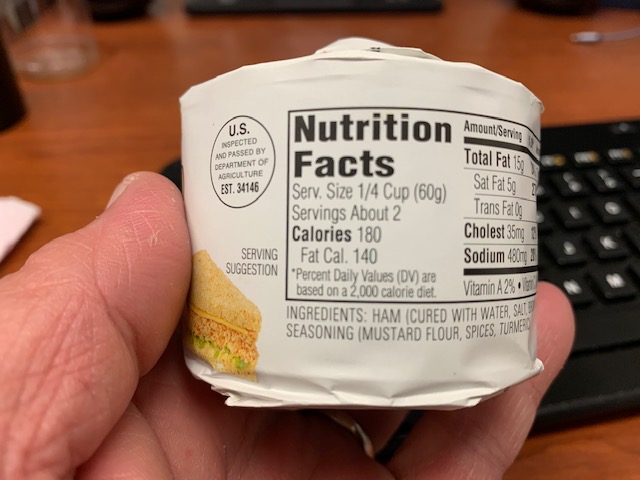 U.S.
INSPECTED
AND PASSED BY
DEPARTMENT OF
AGRICULTURE
EST. 34146
SERVING
SUGGESTION
Nutrition
Facts
Serv. Size 1/4 Cup (60g)
Servings About 2
Calories 180
Fat Cal. 140
*Percent Daily Values (DV) are
based on a 2,000 calorie diet.
Amount/Serving
Total Fat 15g
Sat Fat 5g
Trans Fat 0g
Cholest 35mg
Sodium 480mg
Vitamin A 2% •
INGREDIENTS: HAM (CURED WITH WATER, SALT,
SEASONING (MUSTARD FLOUR, SPICES, TURMERIC